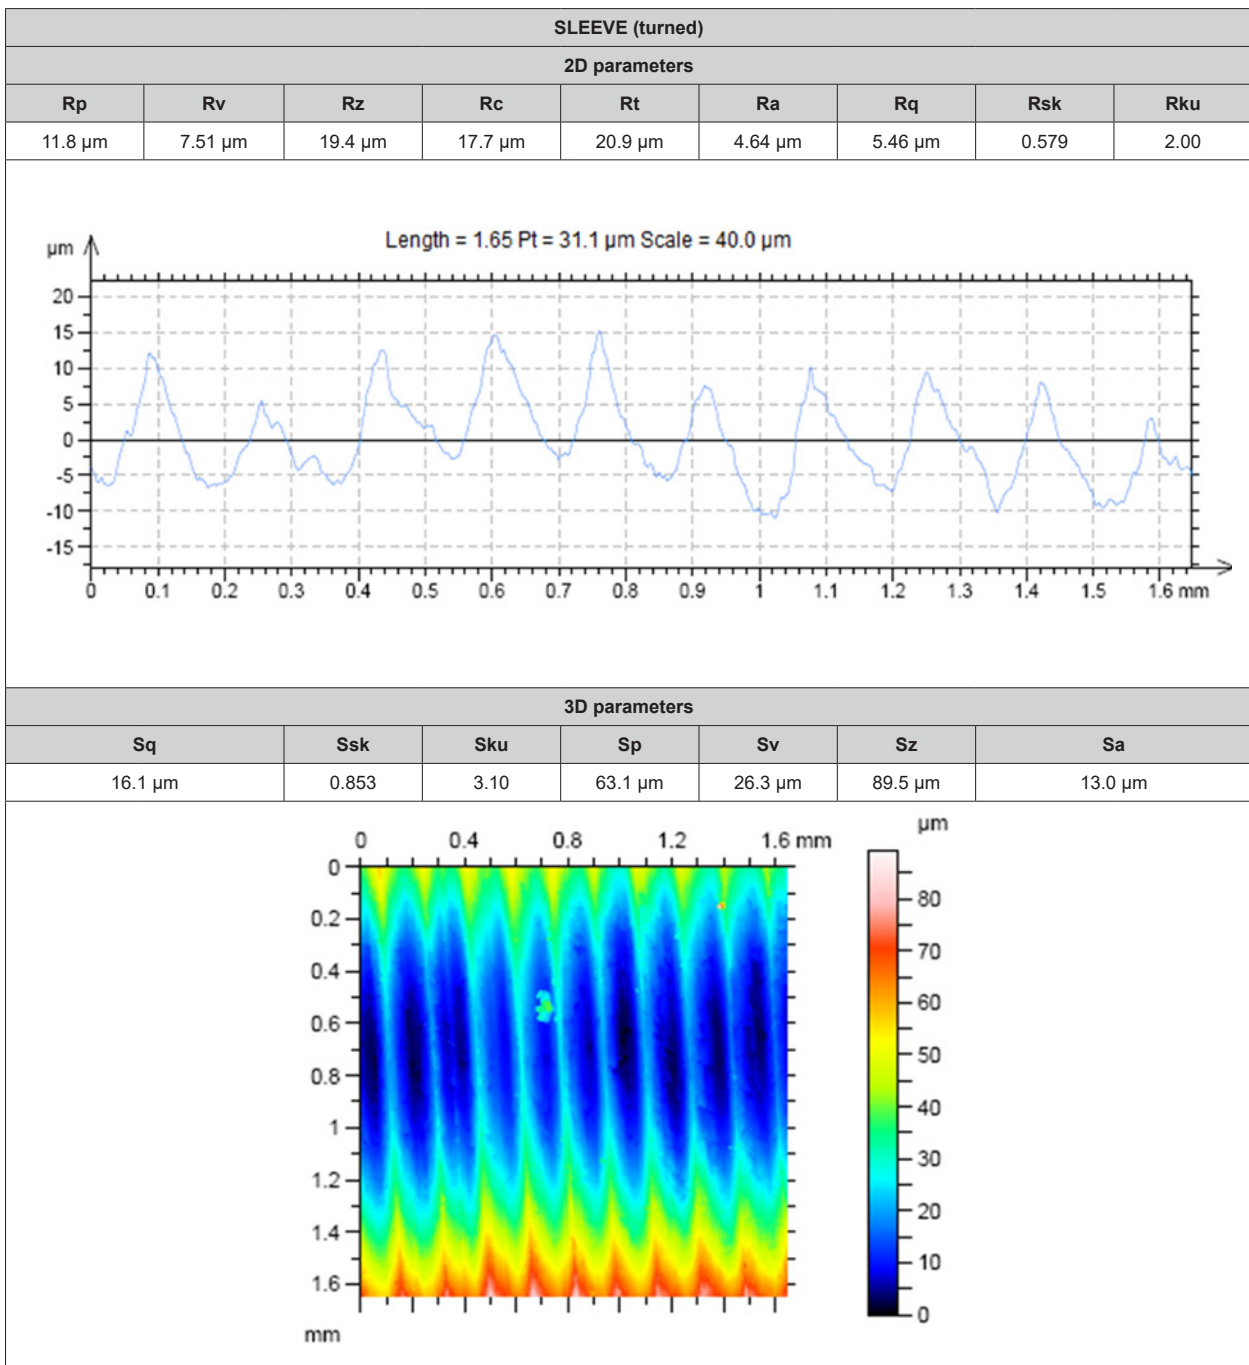 SLEEVE (turned)
2D parameters
Rp Rv Rz Rc Rt Ra Rq Rsk Rku
11.8 µm 7.51 µm 19.4 µm 17.7 µm 20.9 µm 4.64 µm 5.46 µm 0.579 2.00
Length = 1.65 Pt = 31.1 µm Scale = 40.0 µm
µm
20
15
10
5
0
-5
-10
-15
0 0.1 0.2 0.3 0.4 0.5 0.6 0.7 0.8 0.9 1 1.1 1.2 1.3 1.4 1.5 1.6 mm
3D parameters
Sq Ssk Sku Sp Sv Sz Sa
16.1 µm 0.853 3.10 63.1 µm 26.3 µm 89.5 µm 13.0 µm
0 0.4 0.8 1.2 1.6 mm
0
0.2
0.4
0.6
0.8
1
1.2
1.4
1.6
mm
µm
80
70
60
50
40
30
20
10
0